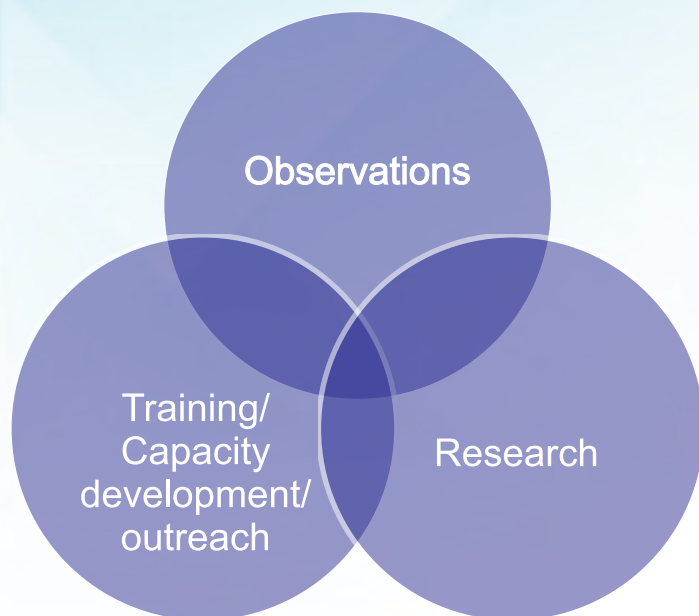 Observations
Training/
Capacity
development/
outreach
Research